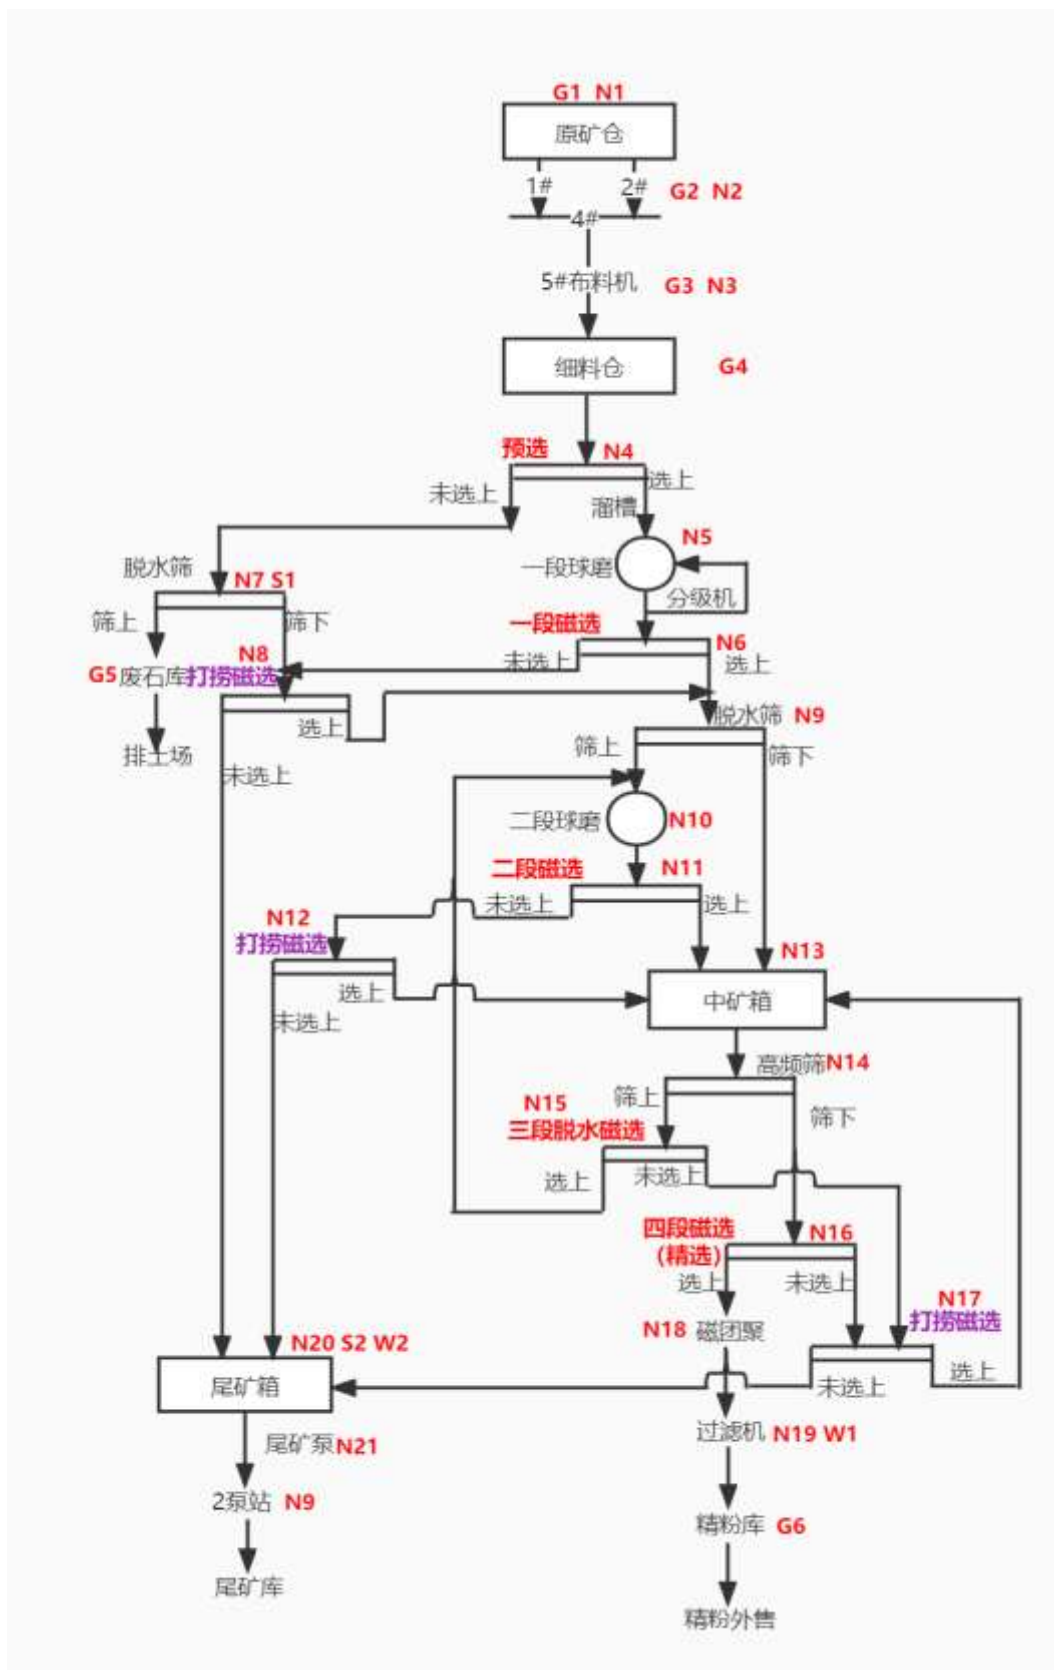 G1 N1
原矿仓
1# 2# G2 N2
4#
5#布料机 G3 N3
细料仓 G4
预选 N4
未选上 选上
溜槽
N5
脱水筛 一段球磨
N7 S1 分级机
筛上 筛下 一段磁选 N6
N8 未选上 选上
G5 废石库 打捞磁选
脱水筛 N9
选上
排土场 筛上 筛下
未选上
二段球磨 N10
二段磁选 N11
未选上 选上
N12
打捞磁选 N13
选上 中矿箱
未选上
高频筛 N14
N15 筛上 筛下
三段脱水磁选
选上 未选上
四段磁选 N16
(精选)
选上 未选上
N17
打捞磁选
N18 磁团聚
N20 S2 W2
选上
尾矿箱 未选上
过滤机 N19 W1
尾矿泵 N21
2泵站 N9
精粉库 G6
尾矿库
精粉外售